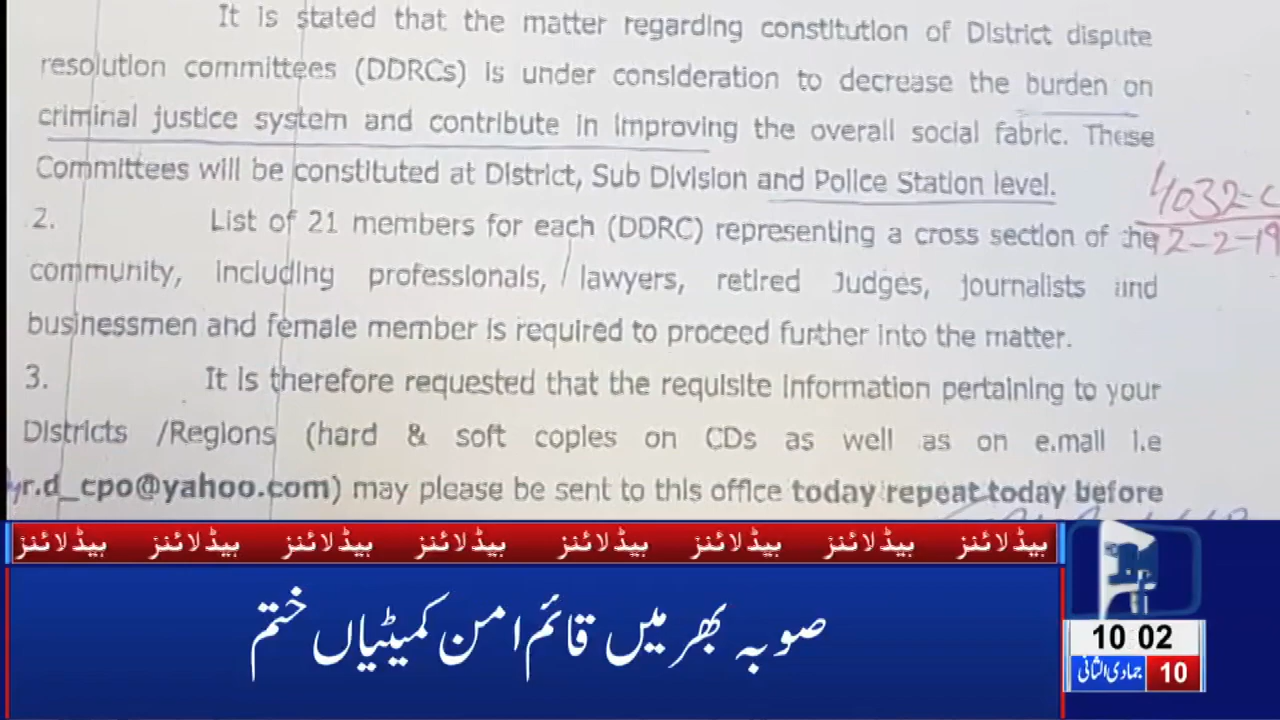 It is stated that the matter regarding constitution of District dispute
resolution committees (DDRCs) is under consideration to decrease the burden on
criminal justice system and contribute in improving the overall social fabric. These
Committees will be constituted at District, Sub Division and Police Station level.
4032-C
12-2-19
2. List of 21 members for each (DDRC) representing a cross section of the
community, including professionals, lawyers, retired Judges, journalists and
businessmen and female member is required to proceed further into the matter.
3. It is therefore requested that the requisite information pertaining to your
Districts /Regions (hard & soft copies on CDs as well as on e.mail i.e
r.d_cpo@yahoo.com) may please be sent to this office today repeat today before
ہیڈلائنز ہیڈلائنز ہیڈلائنز ہیڈلائنز ہیڈلائنز ہیڈلائنز ہیڈلائنز ہیڈلائنز
صوبہ بھر میں قائم امن کمیٹیاں ختم
10 02
10 جمادی الثانی